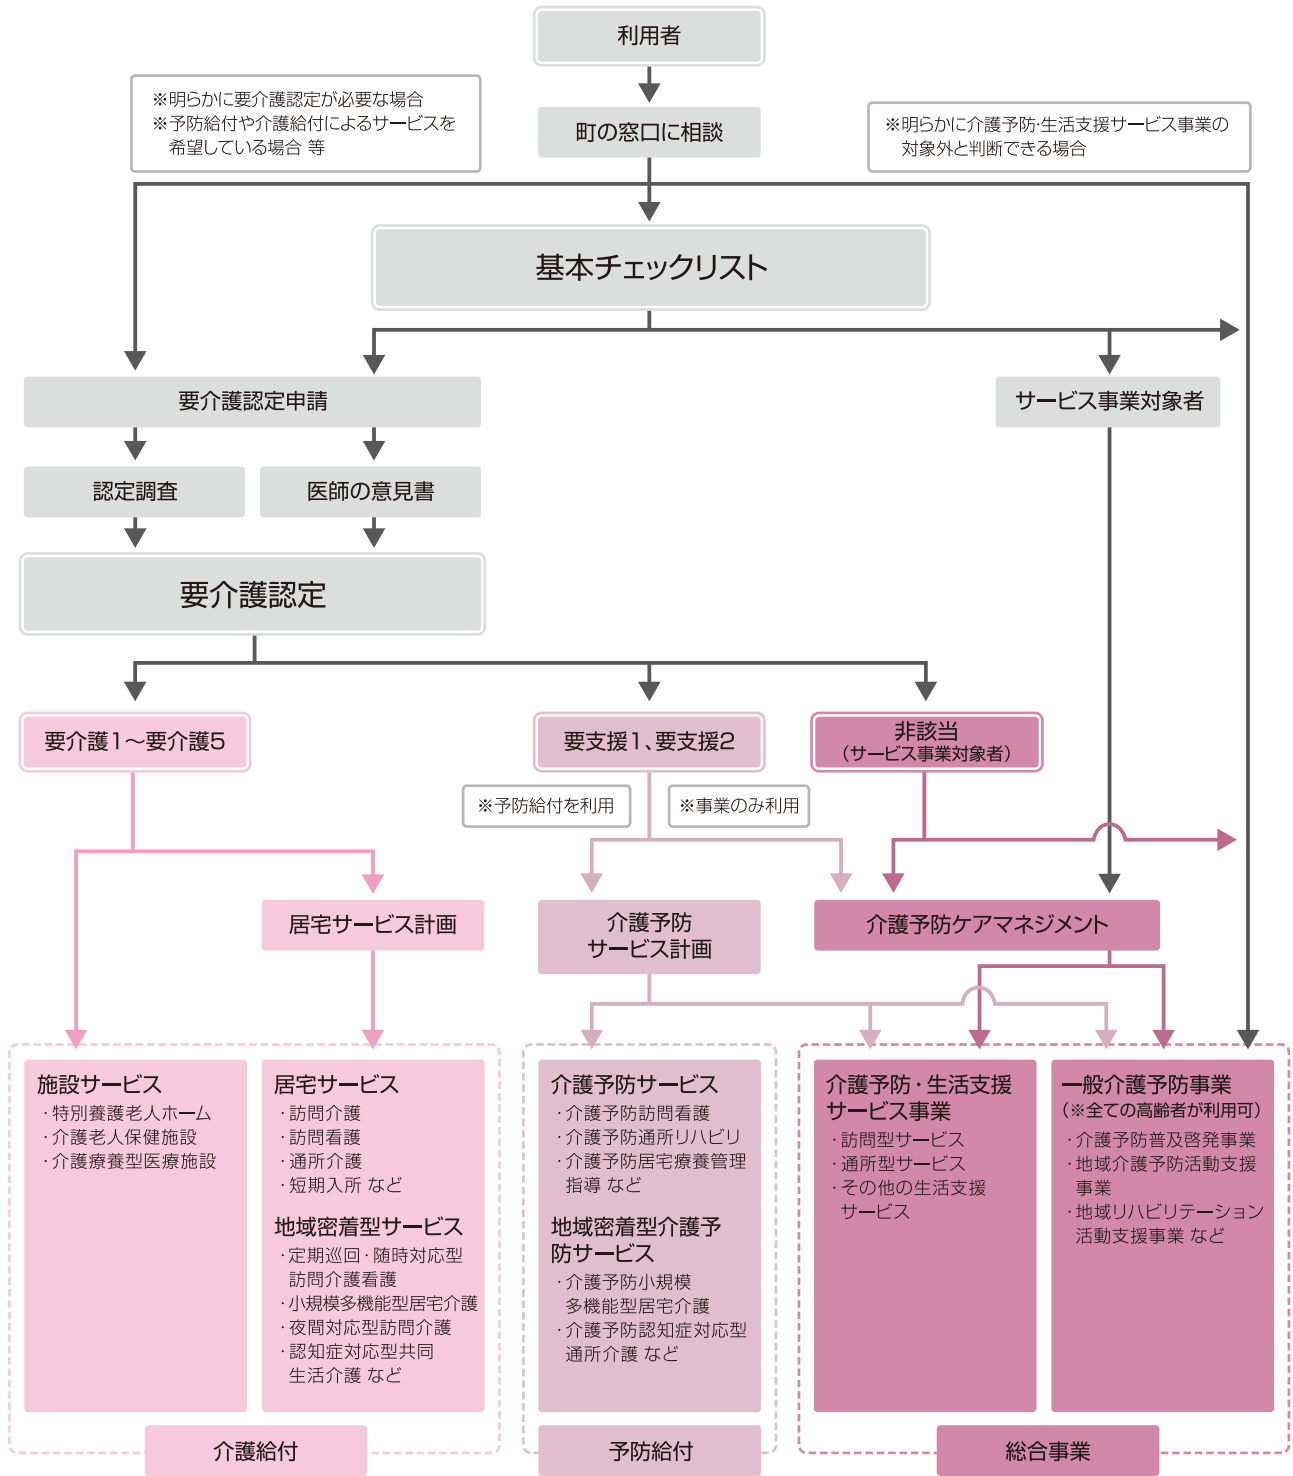 利用者
※明らかに要介護認定が必要な場合
※予防給付や介護給付によるサービスを
希望している場合 等
町の窓口に相談
※明らかに介護予防・生活支援サービス事業の
対象外と判断できる場合
基本チェックリスト
要介護認定申請
サービス事業対象者
認定調査
医師の意見書
要介護認定
要介護1〜要介護5
要支援1、要支援2
非該当
（サービス事業対象者）
※予防給付を利用
※事業のみ利用
居宅サービス計画
介護予防
サービス計画
介護予防ケアマネジメント
施設サービス
・特別養護老人ホーム
・介護老人保健施設
・介護療養型医療施設
居宅サービス
・訪問介護
・訪問看護
・通所介護
・短期入所 など
地域密着型サービス
・定期巡回・随時対応型
訪問介護看護
・小規模多機能型居宅介護
・夜間対応型訪問介護
・認知症対応型共同
生活介護 など
介護予防サービス
・介護予防訪問看護
・介護予防通所リハビリ
・介護予防居宅療養管理
指導 など
地域密着型介護予
防サービス
・介護予防小規模
多機能型居宅介護
・介護予防認知症対応型
通所介護 など
介護予防・生活支援
サービス事業
・訪問型サービス
・通所型サービス
・その他の生活支援
サービス
一般介護予防事業
（※全ての高齢者が利用可）
・介護予防普及啓発事業
・地域介護予防活動支援
事業
・地域リハビリテーション
活動支援事業 など
介護給付
予防給付
総合事業